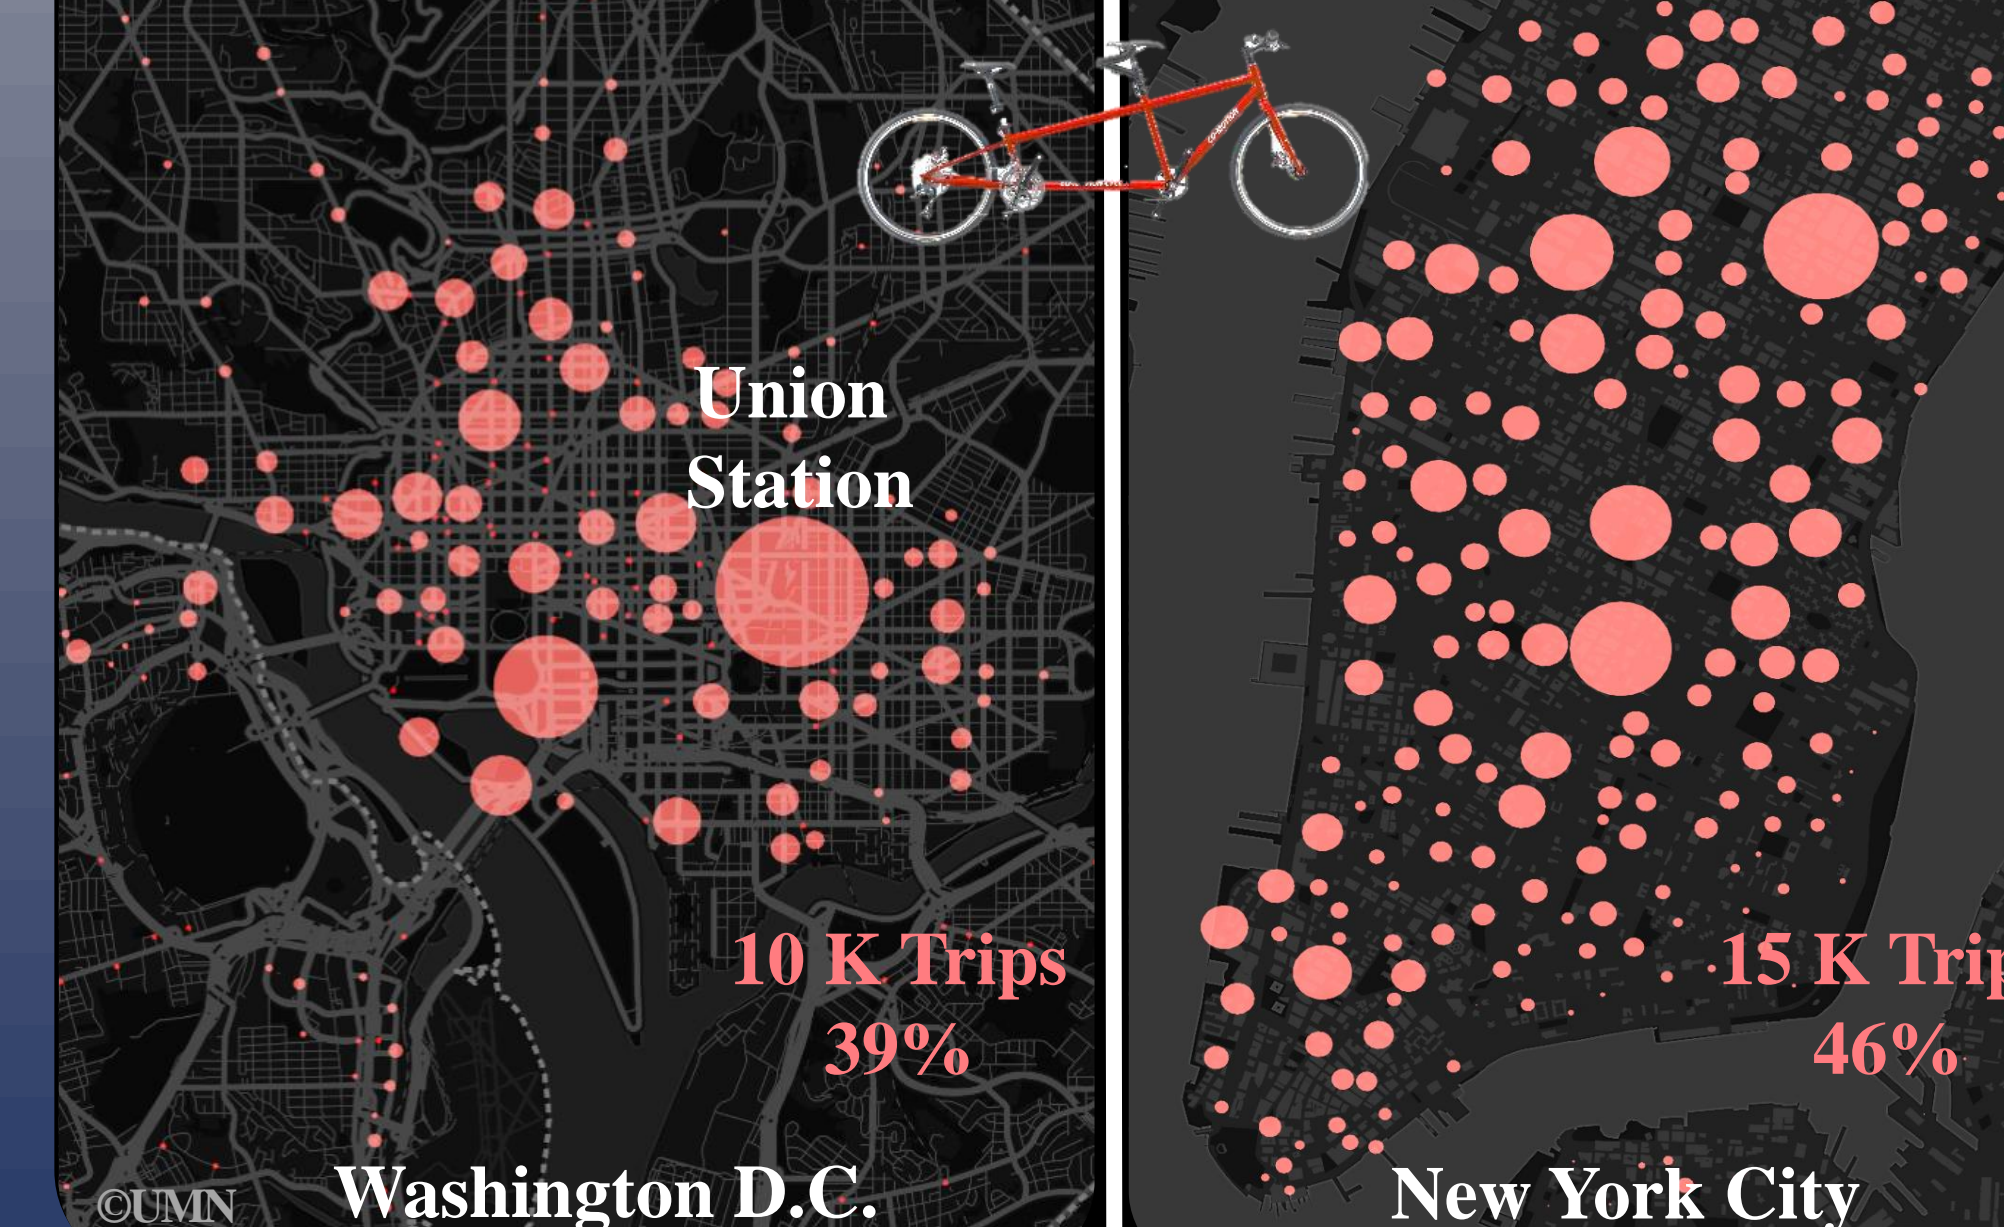 Union
Station
10 K Trips
39%
Washington D.C.
©UMN
15 K Trip
46%
New York City